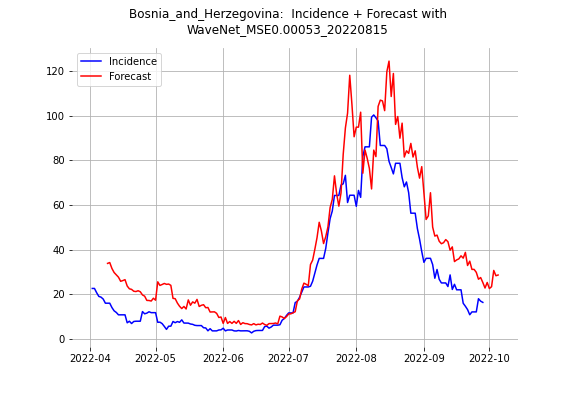 Bosnia_and_Herzegovina:  Incidence + Forecast with
WaveNet_MSE0.00053_20220815
Incidence
Forecast
120
100
80
60
40
20
0
2022-04 2022-05 2022-06 2022-07 2022-08 2022-09 2022-10